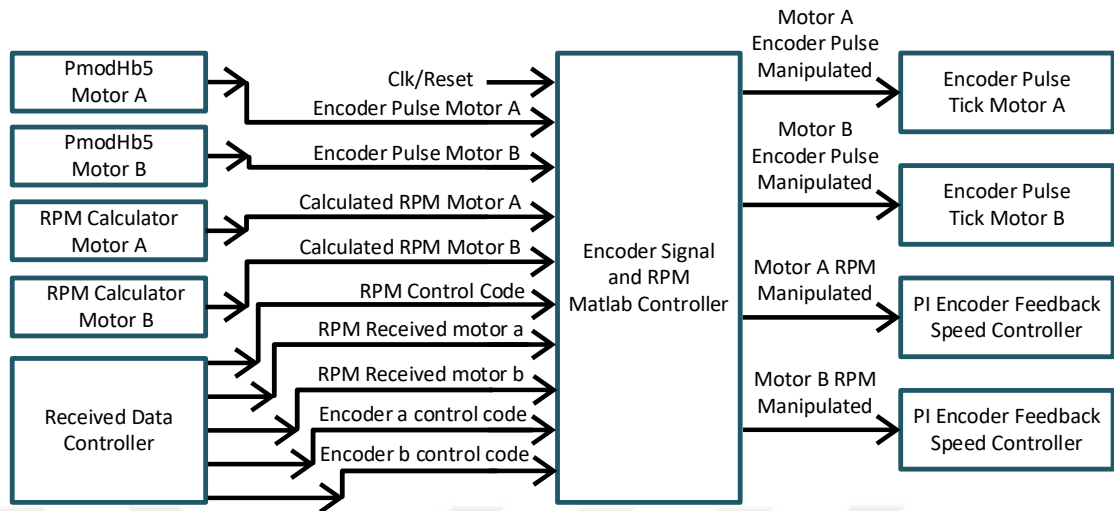 PmodHb5
Motor A
PmodHb5
Motor B
RPM Calculator
Motor A
RPM Calculator
Motor B
Received Data
Controller
Clk/Reset
Encoder Pulse Motor A
Encoder Pulse Motor B
Calculated RPM Motor A
Calculated RPM Motor B
RPM Control Code
RPM Received motor a
RPM Received motor b
Encoder a control code
Encoder b control code
Encoder Signal
and RPM
Matlab Controller
Motor A
Encoder Pulse
Manipulated
Motor B
Encoder Pulse
Manipulated
Motor A RPM
Manipulated
Motor B RPM
Manipulated
Encoder Pulse
Tick Motor A
Encoder Pulse
Tick Motor B
PI Encoder Feedback
Speed Controller
PI Encoder Feedback
Speed Controller